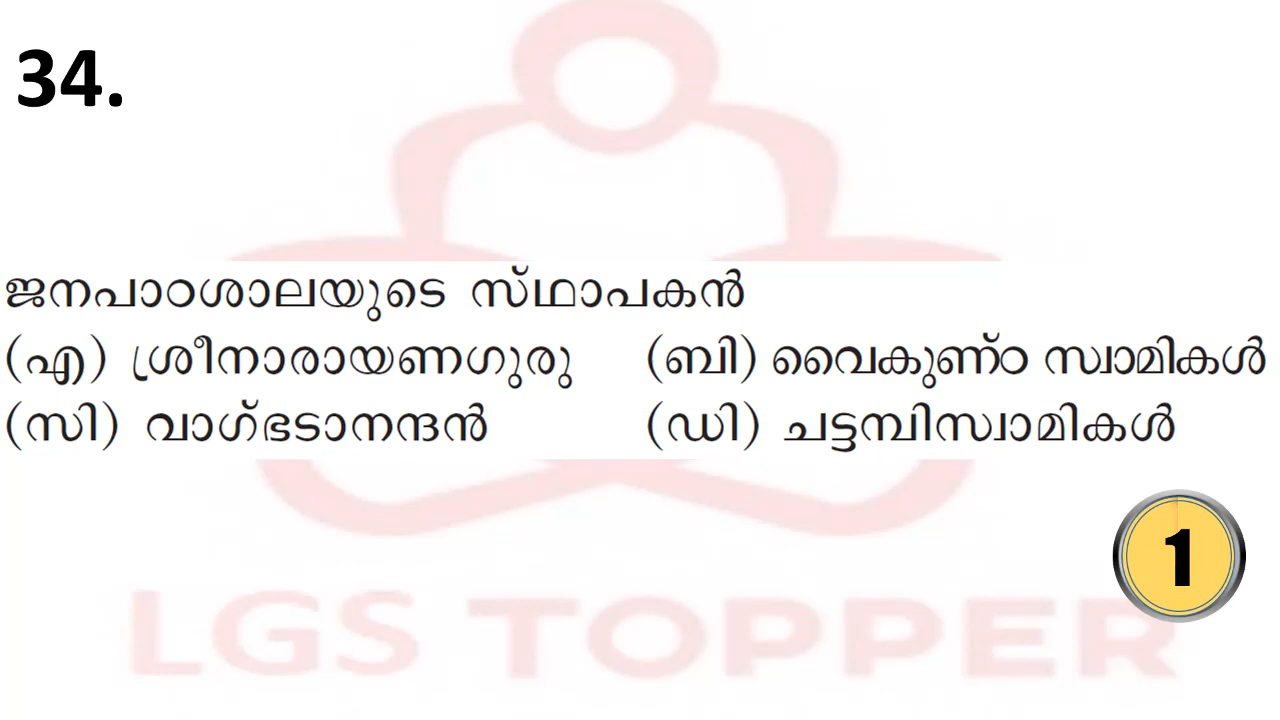 34.
ജനപാഠശാലയുടെ സ്ഥാപകൻ
(എ) ശ്രീനാരായണഗുരു (ബി) വൈകുണ്ഠ സ്വാമികൾ
(സി) വാഗ്ഭടാനന്ദൻ (ഡി) ചട്ടമ്പിസ്വാമികൾ
1
LGS TOPPER